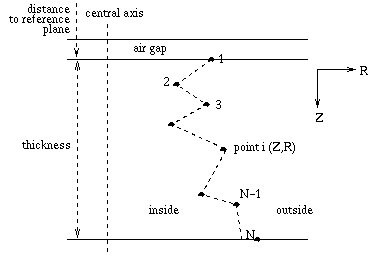 distance
to reference
plane
central axis
air gap
1
R
2
3
Z
thickness
point i (Z,R)
N-1
inside
outside
N